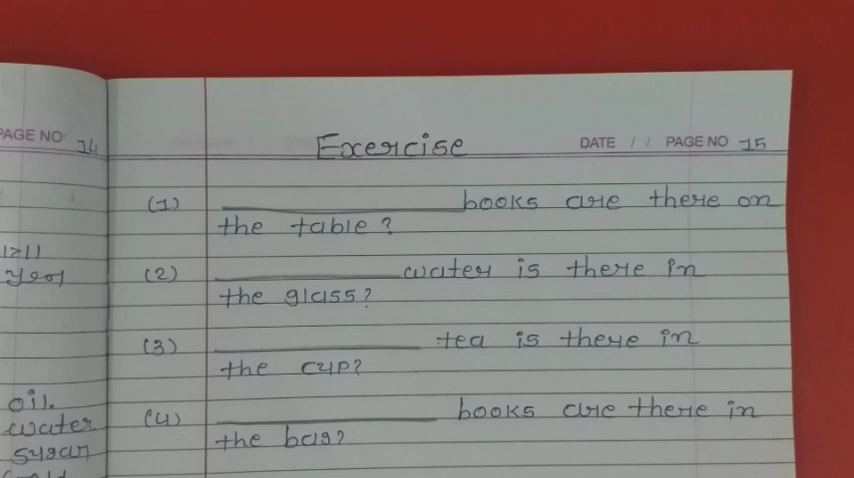 PAGE NO. 14
Exercise
DATE / / PAGE NO 15
(1) ____________ books are there on
the table?
(2) ____________ water is there in
the glass?
(3) ____________ tea is there in
the cup?
(4) ____________ books are there in
the bag?
oil.
water
sugar